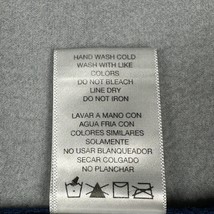 HAND WASH COLD
WASH WITH LIKE
COLORS
DO NOT BLEACH
LINE DRY
DO NOT IRON
LAVAR A MANO CON
AGUA FRIA CON
COLORES SIMILARES
SOLAMENTE
NO USAR BLANQUEADOR
SECAR COLGADO
NO PLANCHAR